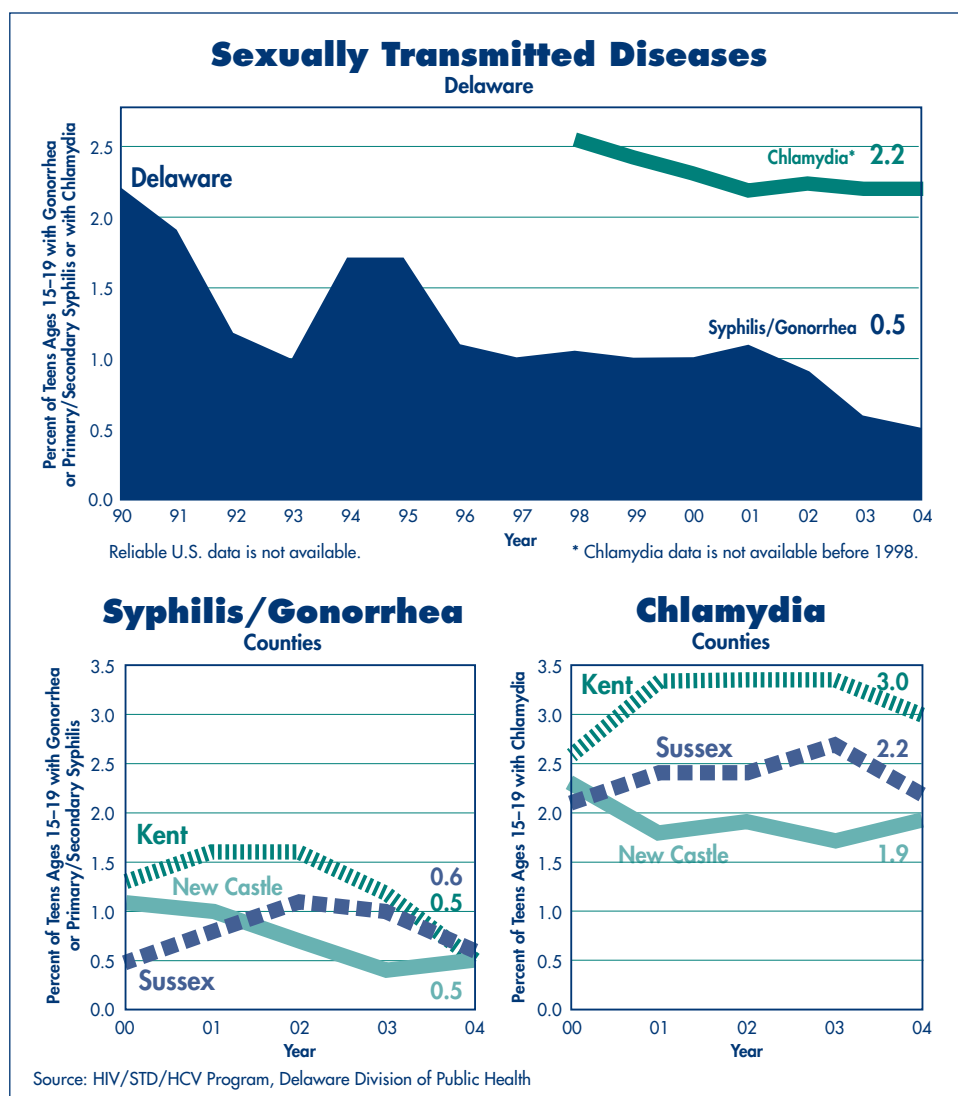 Sexually Transmitted Diseases
Delaware
Percent of Teens Ages 15–19 with Gonorrhea
or Primary/Secondary Syphilis or with Chlamydia
2.5
2.0
1.5
1.0
0.5
0.0
Delaware
Chlamydia* 2.2
Syphilis/Gonorrhea 0.5
90 91 92 93 94 95 96 97 98 99 00 01 02 03 04
Year
Reliable U.S. data is not available.
* Chlamydia data is not available before 1998.
Syphilis/Gonorrhea
Counties
Percent of Teens Ages 15–19 with Gonorrhea
or Primary/Secondary Syphilis
3.5
3.0
2.5
2.0
1.5
1.0
0.5
0.0
Kent
New Castle
Sussex
0.6
0.5
0.5
00 01 02 03 04
Year
Chlamydia
Counties
Percent of Teens Ages 15–19 with Chlamydia
3.5
3.0
2.5
2.0
1.5
1.0
0.5
0.0
Kent 3.0
Sussex 2.2
New Castle 1.9
00 01 02 03 04
Year
Source: HIV/STD/HCV Program, Delaware Division of Public Health